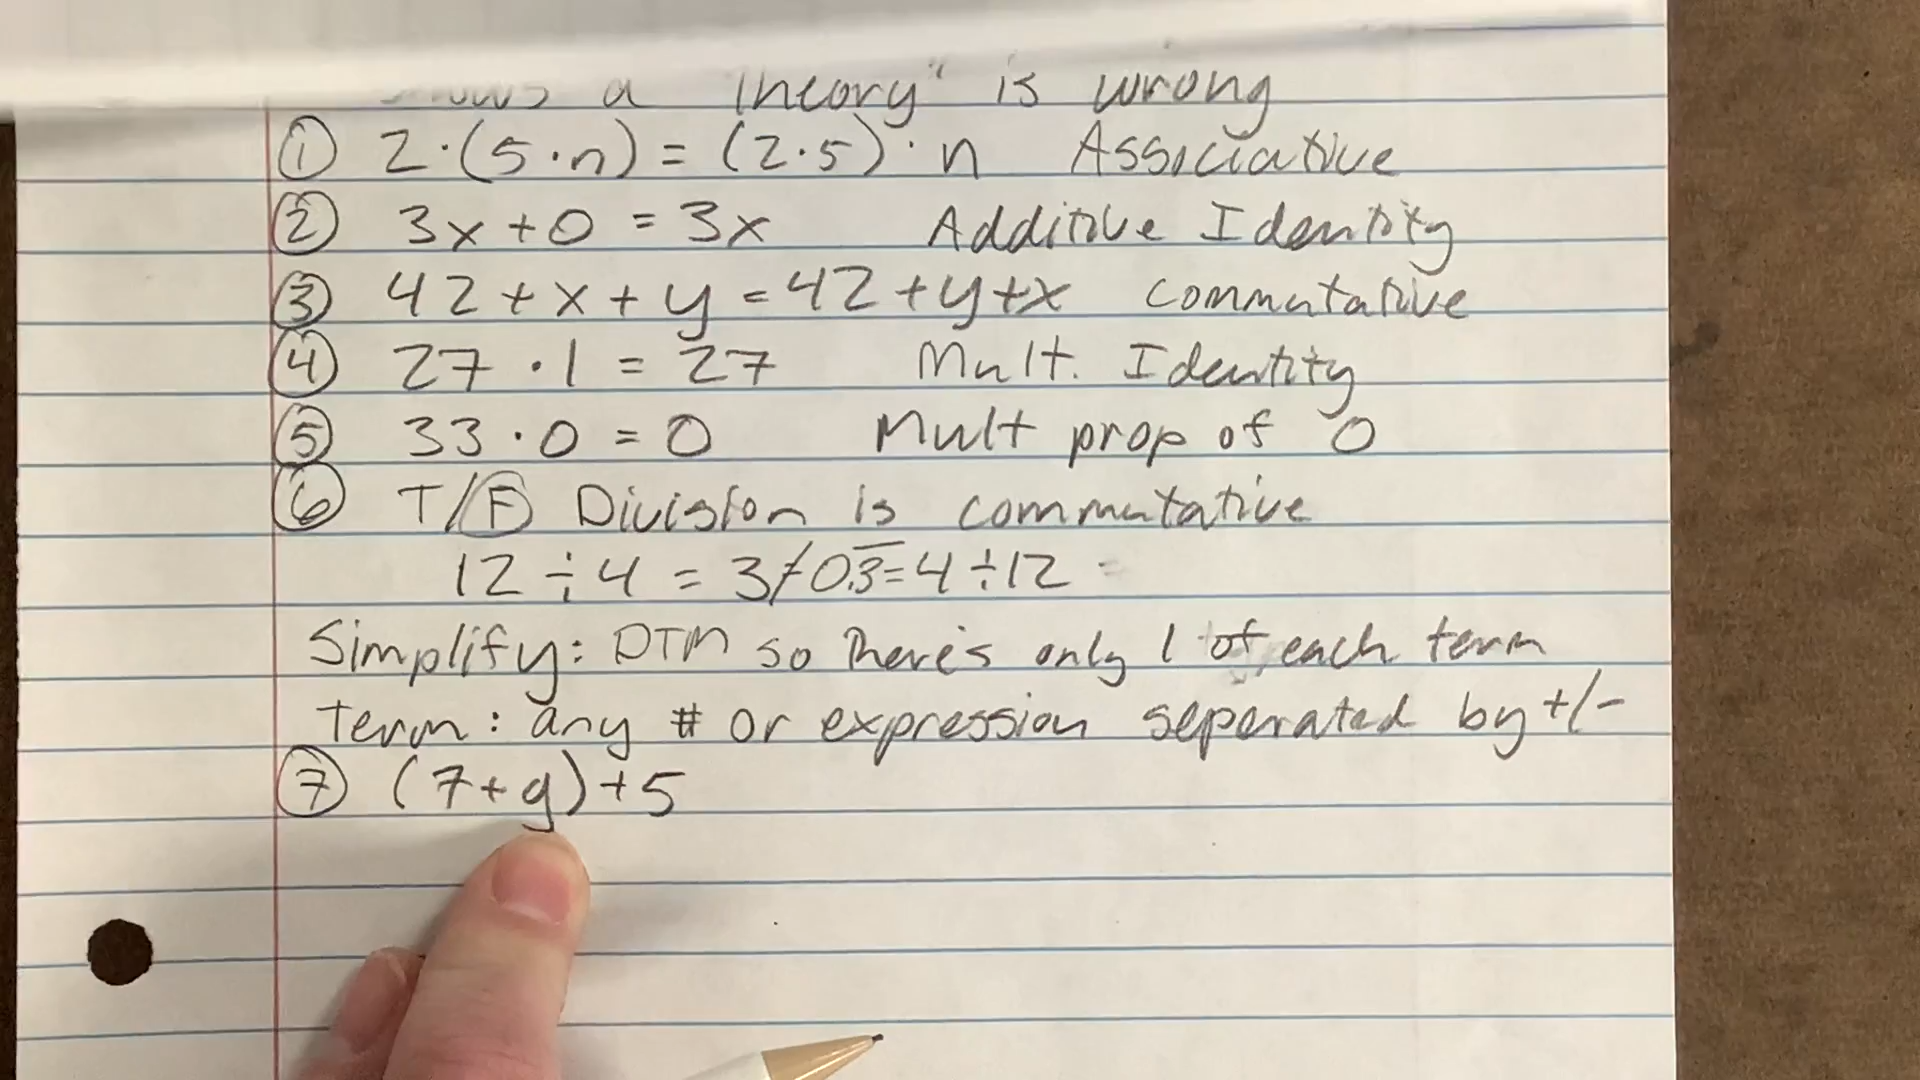 a "Theory" is wrong
① 2·(5·n) = (2·5)·n Associative
② 3x+0 = 3x Additive Identity
③ 42+x+y=42+y+x commutative
④ 27·1 = 27 Mult. Identity
⑤ 33·0 = 0 Mult prop of 0
⑥ T/F Division is commutative
12÷4 = 3≠0.3̅=4÷12 =
Simplify: DTM so there's only 1 of each term
Term: any # or expression seperated by +/-
⑦ (7+g)+5